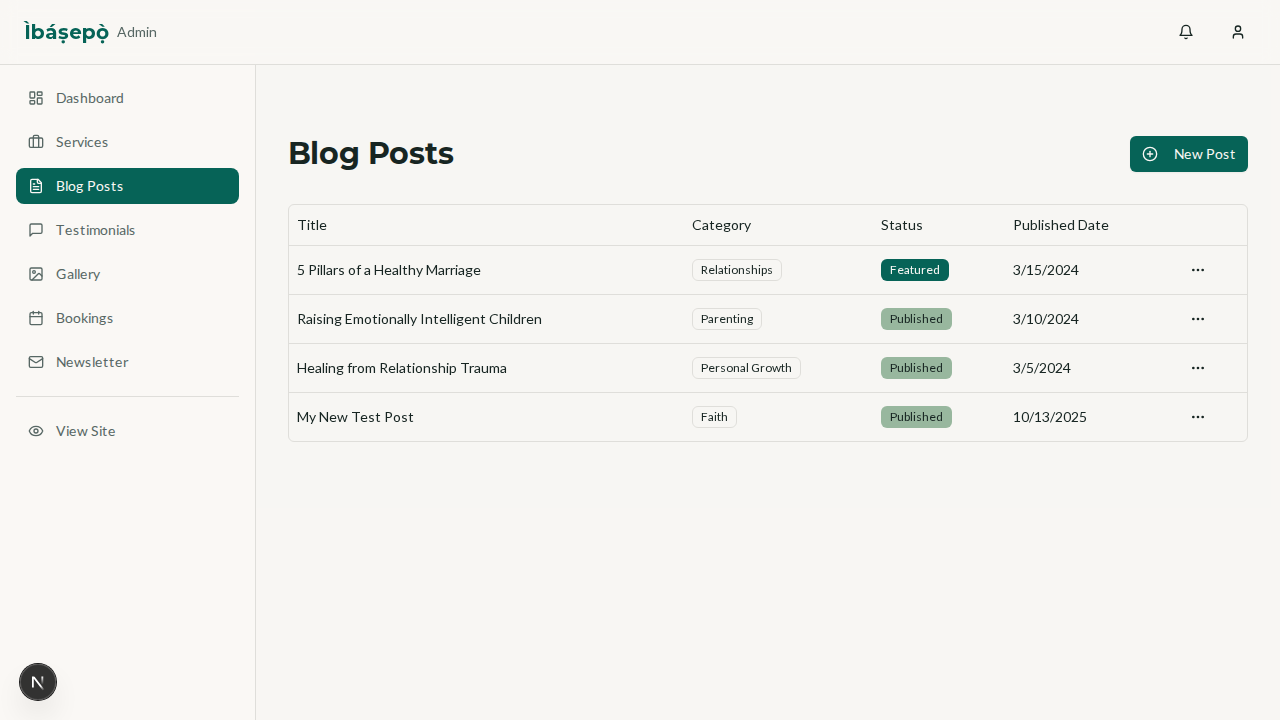 Ìbáṣepọ̀ Admin
Dashboard
Services
Blog Posts
Testimonials
Gallery
Bookings
Newsletter
View Site
Blog Posts
New Post
Title Category Status Published Date
5 Pillars of a Healthy Marriage Relationships Featured 3/15/2024
Raising Emotionally Intelligent Children Parenting Published 3/10/2024
Healing from Relationship Trauma Personal Growth Published 3/5/2024
My New Test Post Faith Published 10/13/2025
N